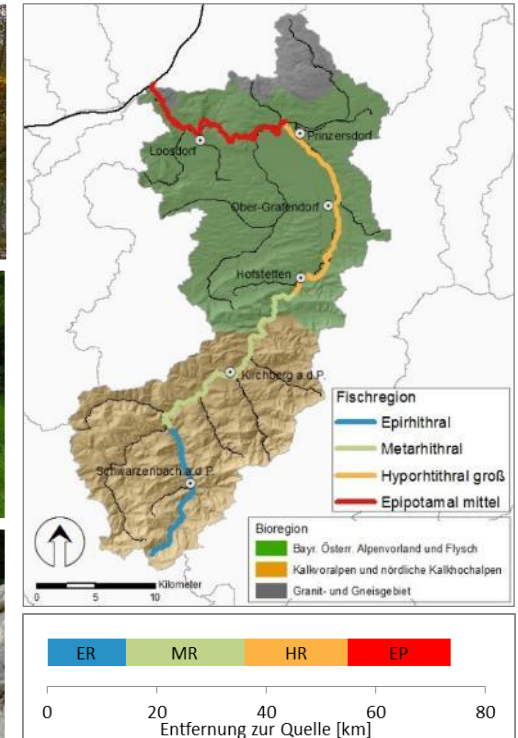 Prinzersdorf
Loosdorf
Ober-Grafendorf
Hofstetten
Kirchberg a.d.P.
Schwarzenbach a.d.P.
Fischregion
Epirhithral
Metarhithral
Hyporhtithral groß
Epipotamal mittel
Bioregion
Bayr. Österr. Alpenvorland und Flysch
Kalkvoralpen und nördliche Kalkhochalpen
Granit- und Gneisgebiet
Kilometer
0 5 10
ER MR HR EP
0 20 40 60 80
Entfernung zur Quelle [km]